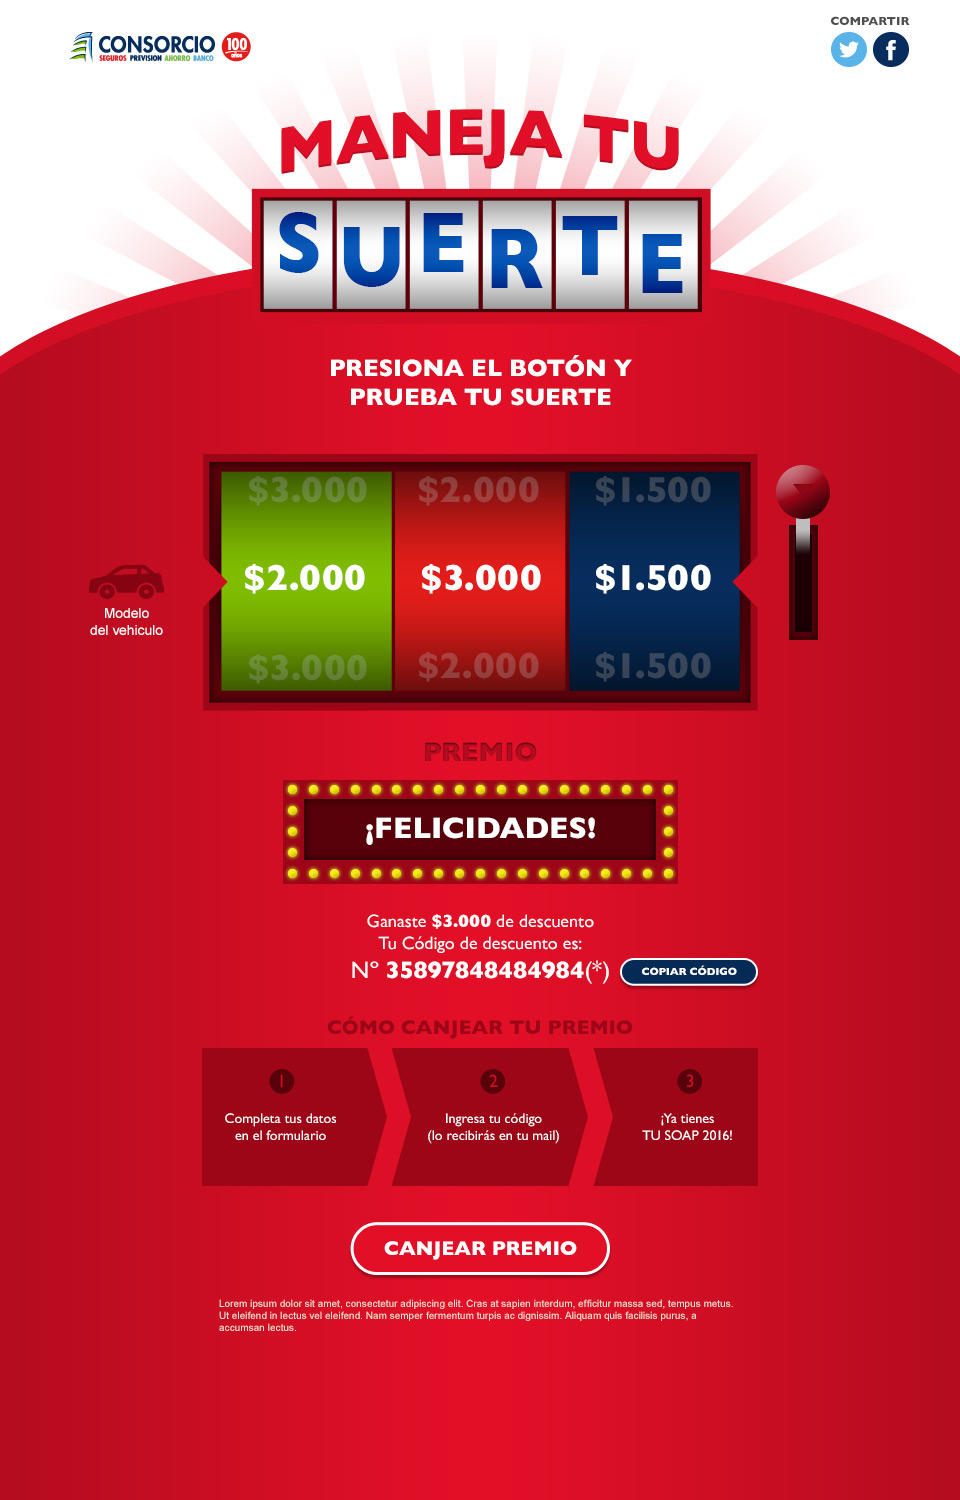 COMPARTIR
CONSORCIO
100
años
SEGUROS PREVISION AHORRO BANCO
MANEJA TU
SUERTE
PRESIONA EL BOTÓN Y
PRUEBA TU SUERTE
$3.000 $2.000 $1.500
$2.000 $3.000 $1.500
$3.000 $2.000 $1.500
Modelo
del vehiculo
PREMIO
¡FELICIDADES!
Ganaste $3.000 de descuento
Tu Código de descuento es:
Nº 35897848484984(*)
COPIAR CÓDIGO
CÓMO CANJEAR TU PREMIO
1
Completa tus datos
en el formulario
2
Ingresa tu código
(lo recibirás en tu mail)
3
¡Ya tienes
TU SOAP 2016!
CANJEAR PREMIO
Lorem ipsum dolor sit amet, consectetur adipiscing elit. Cras at sapien interdum, efficitur massa sed, tempus metus.
Ut eleifend in lectus vel eleifend. Nam semper fermentum turpis ac dignissim. Aliquam quis facilisis purus, a
accumsan lectus.